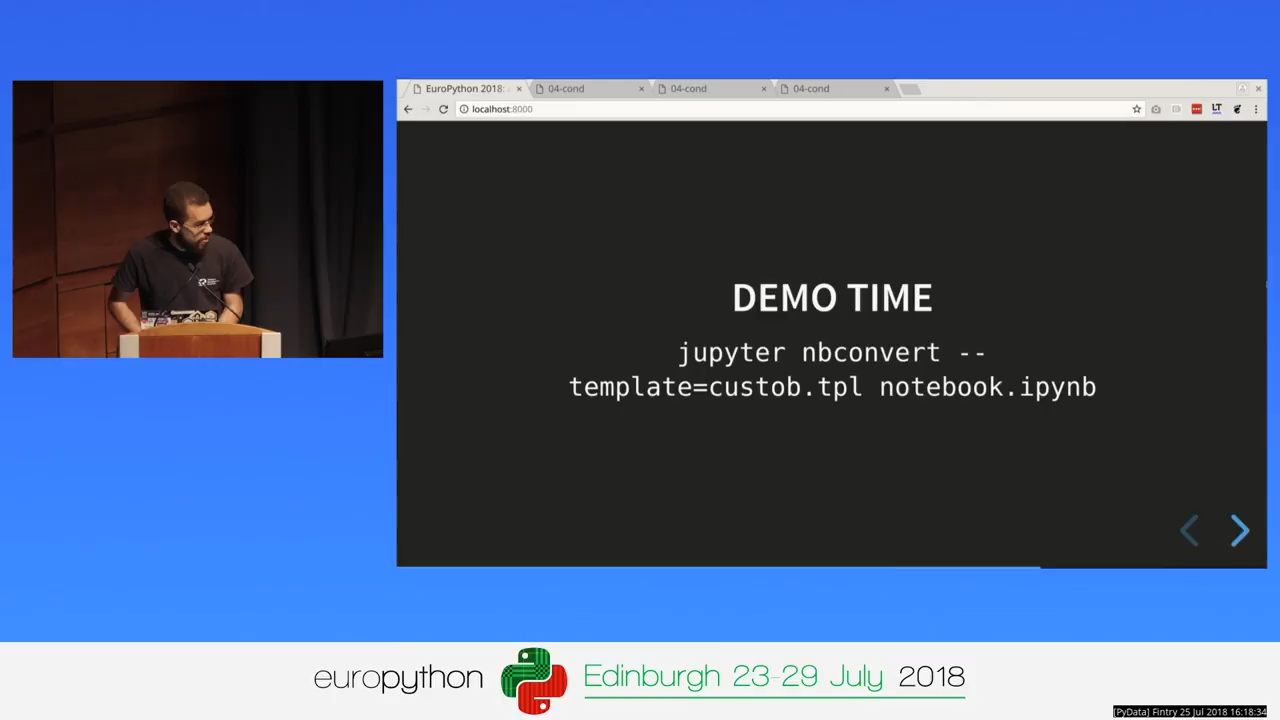 EuroPython 2018:
04-cond
04-cond
04-cond
localhost:8000
LT
DEMO TIME
jupyter nbconvert --
template=custob.tpl notebook.ipynb
europython
Edinburgh 23-29 July 2018
[PyData] Fintry 25 Jul 2018 16:18:34